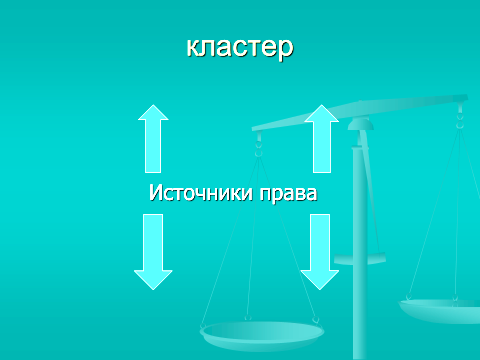 кластер
Источники права